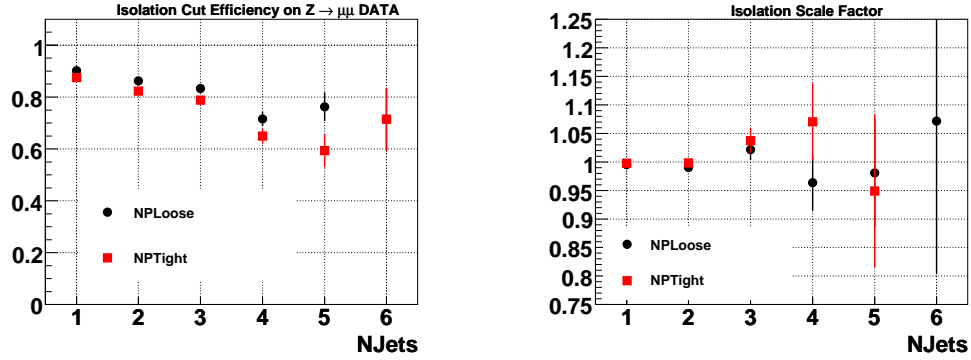 Isolation Cut Efficiency on Z → μμ DATA
1
0.8
0.6
0.4
0.2
0
NPLoose
NPTight
1 2 3 4 5 6
NJets
Isolation Scale Factor
1.25
1.2
1.15
1.1
1.05
1
0.95
0.9
0.85
0.8
0.75
NPLoose
NPTight
1 2 3 4 5 6
NJets